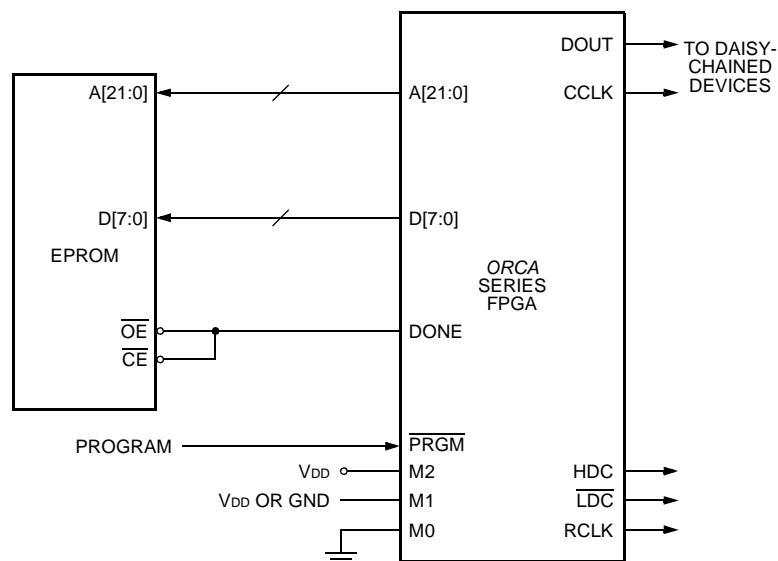 DOUT
TO DAISY-
CHAINED
DEVICES
A[21:0]
A[21:0]
CCLK
D[7:0]
D[7:0]
EPROM
ORCA
SERIES
FPGA
OE
DONE
CE
PROGRAM
PRGM
VDD
M2
HDC
VDD OR GND
M1
LDC
M0
RCLK